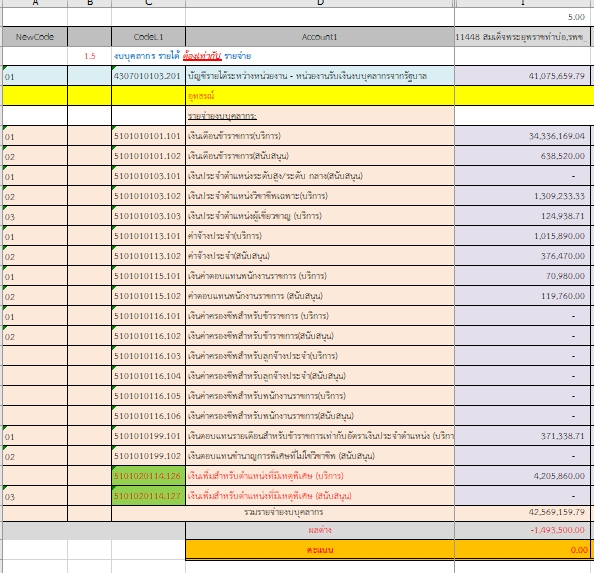 A B C D I
5.00
NewCode CodeL1 Account1 11448 สมเด็จพระยุพราชท่าบ่อ,รพช.
1.5 งบบุคลากร รายได้ ต้องเท่ากับ! รายจ่าย
01 4307010103.201 บัญชีรายได้ระหว่างหน่วยงาน - หน่วยงานรับเงินงบบุคลากรจากรัฐบาล 41,075,659.79
อุทธรณ์
รายจ่ายงบบุคลากร:
01 5101010101.101 เงินเดือนข้าราชการ(บริการ) 34,336,169.04
02 5101010101.102 เงินเดือนข้าราชการ(สนับสนุน) 638,520.00
01 5101010103.101 เงินประจำตำแหน่งระดับสูง/ระดับ กลาง(สนับสนุน) -
02 5101010103.102 เงินประจำตำแหน่งวิชาชีพเฉพาะ(บริการ) 1,309,233.33
03 5101010103.103 เงินประจำตำแหน่งผู้เชี่ยวชาญ (บริการ) 124,938.71
01 5101010113.101 ค่าจ้างประจำ(บริการ) 1,015,890.00
02 5101010113.102 ค่าจ้างประจำ(สนับสนุน) 376,470.00
01 5101010115.101 เงินค่าตอบแทนพนักงานราชการ (บริการ) 70,980.00
02 5101010115.102 ค่าตอบแทนพนักงานราชการ (สนับสนุน) 119,760.00
01 5101010116.101 เงินค่าครองชีพสำหรับข้าราชการ (บริการ) -
02 5101010116.102 เงินค่าครองชีพสำหรับข้าราชการ(สนับสนุน) -
5101010116.103 เงินค่าครองชีพสำหรับลูกจ้างประจำ(บริการ) -
5101010116.104 เงินค่าครองชีพสำหรับลูกจ้างประจำ(สนับสนุน) -
5101010116.105 เงินค่าครองชีพสำหรับพนักงานราชการ(บริการ) -
5101010116.106 เงินค่าครองชีพสำหรับพนักงานราชการ(สนับสนุน) -
01 5101010199.101 เงินตอบแทนรายเดือนสำหรับข้าราชการเท่ากับอัตราเงินประจำตำแหน่ง (บริกา 371,338.71
02 5101010199.102 เงินตอบแทนชำนาญการพิเศษที่ไม่ใช่วิชาชีพ (สนับสนุน) -
5101020114.126 เงินเพิ่มสำหรับตำแหน่งที่มีเหตุพิเศษ (บริการ) 4,205,860.00
03 5101020114.127 เงินเพิ่มสำหรับตำแหน่งที่มีเหตุพิเศษ (สนับสนุน) -
รวมรายจ่ายงบบุคลากร 42,569,159.79
ผลต่าง -1,493,500.00
คะแนน 0.00